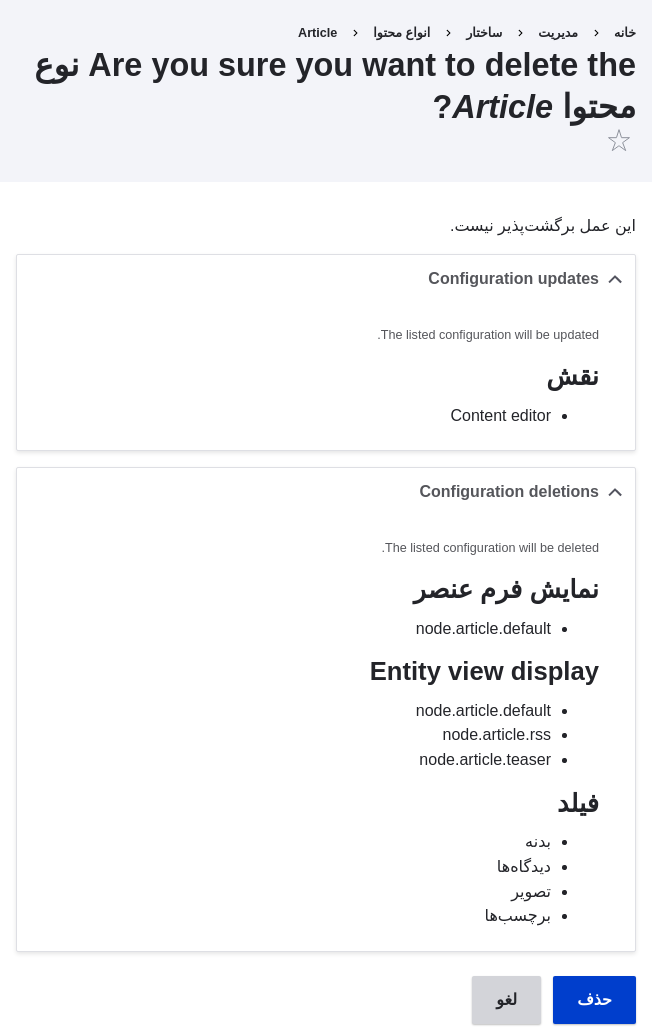 خانه › مدیریت › ساختار › انواع محتوا › Article
Are you sure you want to delete the نوع
محتوا Article?
این عمل برگشت‌پذیر نیست.
Configuration updates
The listed configuration will be updated.
نقش
Content editor
Configuration deletions
The listed configuration will be deleted.
نمایش فرم عنصر
node.article.default
Entity view display
node.article.default
node.article.rss
node.article.teaser
فیلد
بدنه
دیدگاه‌ها
تصویر
برچسب‌ها
حذف لغو